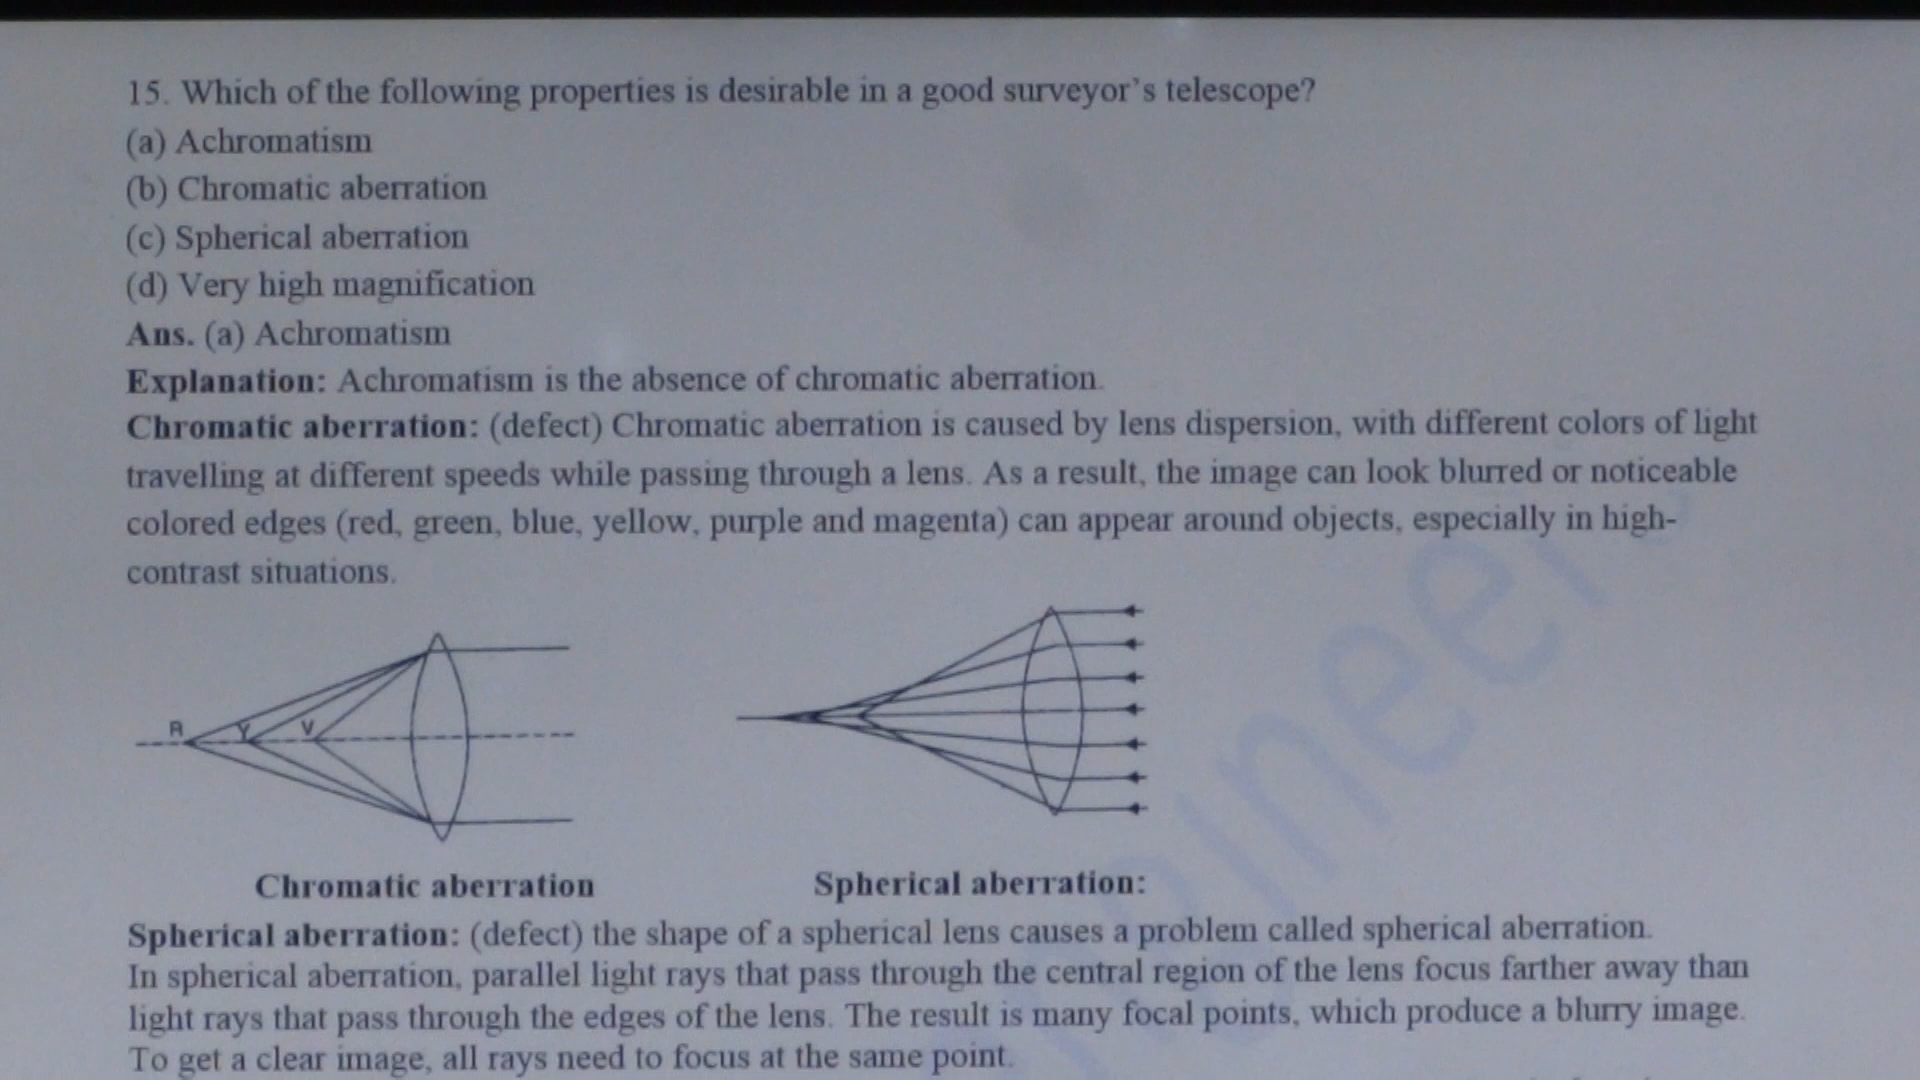 15. Which of the following properties is desirable in a good surveyor's telescope?
(a) Achromatism
(b) Chromatic aberration
(c) Spherical aberration
(d) Very high magnification
Ans. (a) Achromatism
Explanation: Achromatism is the absence of chromatic aberration.
Chromatic aberration: (defect) Chromatic aberration is caused by lens dispersion, with different colors of light
travelling at different speeds while passing through a lens. As a result, the image can look blurred or noticeable
colored edges (red, green, blue, yellow, purple and magenta) can appear around objects, especially in high-
contrast situations.
R Y V
Chromatic aberration Spherical aberration:
Spherical aberration: (defect) the shape of a spherical lens causes a problem called spherical aberration.
In spherical aberration, parallel light rays that pass through the central region of the lens focus farther away than
light rays that pass through the edges of the lens. The result is many focal points, which produce a blurry image.
To get a clear image, all rays need to focus at the same point.